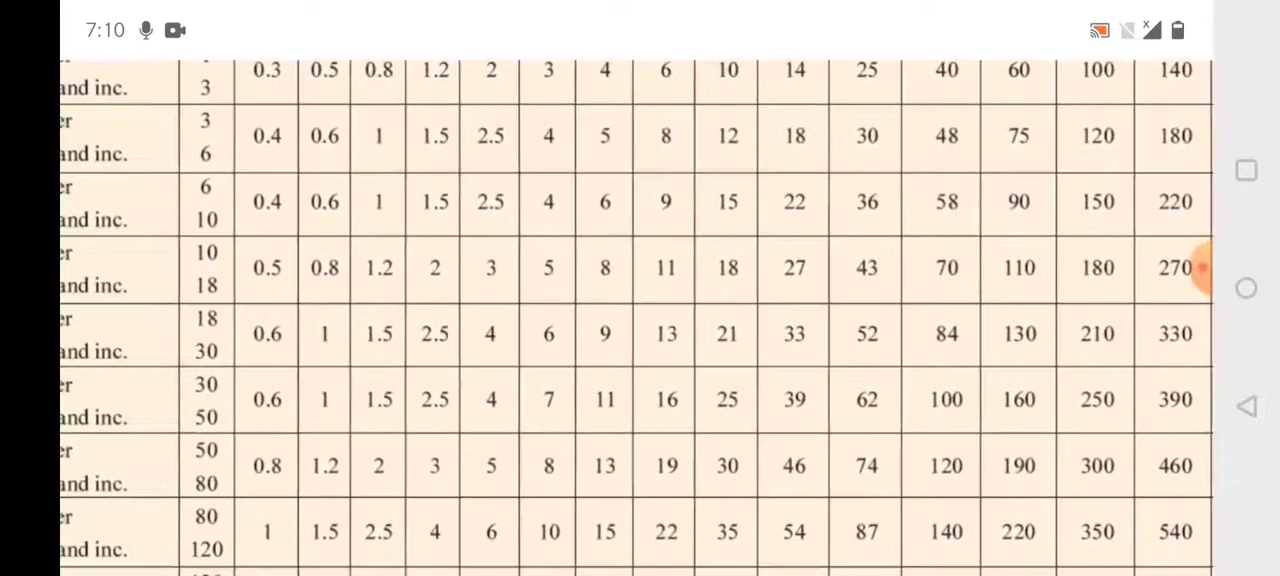 7:10
0.3 0.5 0.8 1.2 2 3 4 6 10 14 25 40 60 100 140
and inc. 3
er 3
0.4 0.6 1 1.5 2.5 4 5 8 12 18 30 48 75 120 180
and inc. 6
er 6
0.4 0.6 1 1.5 2.5 4 6 9 15 22 36 58 90 150 220
and inc. 10
er 10
0.5 0.8 1.2 2 3 5 8 11 18 27 43 70 110 180 270
and inc. 18
er 18
0.6 1 1.5 2.5 4 6 9 13 21 33 52 84 130 210 330
and inc. 30
er 30
0.6 1 1.5 2.5 4 7 11 16 25 39 62 100 160 250 390
and inc. 50
er 50
0.8 1.2 2 3 5 8 13 19 30 46 74 120 190 300 460
and inc. 80
er 80
1 1.5 2.5 4 6 10 15 22 35 54 87 140 220 350 540
and inc. 120